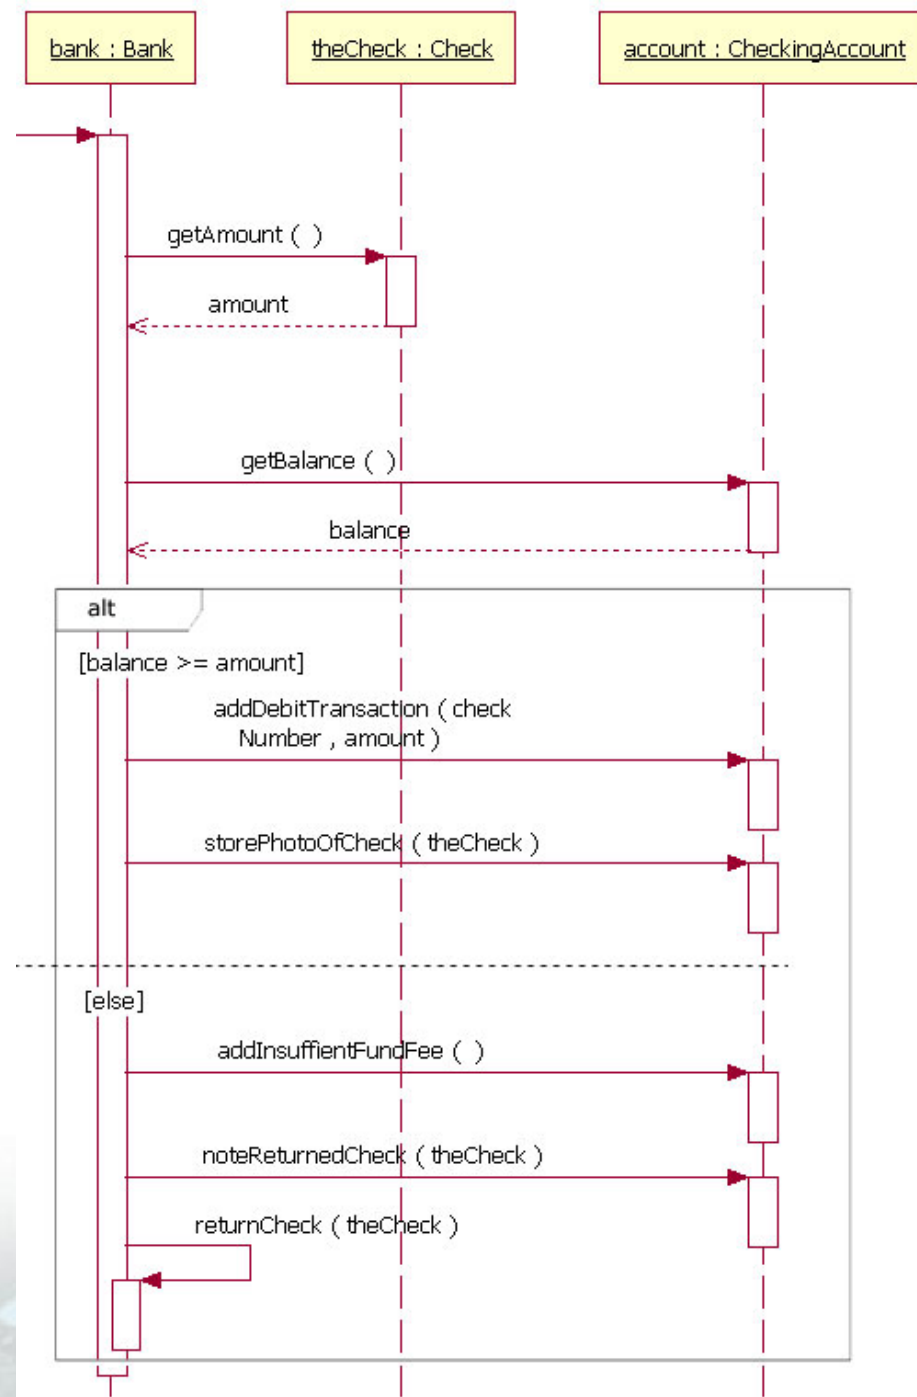 bank : Bank
theCheck : Check
account : CheckingAccount
getAmount ( )
amount
getBalance ( )
balance
alt
[balance >= amount]
addDebitTransaction ( check
Number , amount )
storePhotoOfCheck ( theCheck )
[else]
addInsuffientFundFee ( )
noteReturnedCheck ( theCheck )
returnCheck ( theCheck )